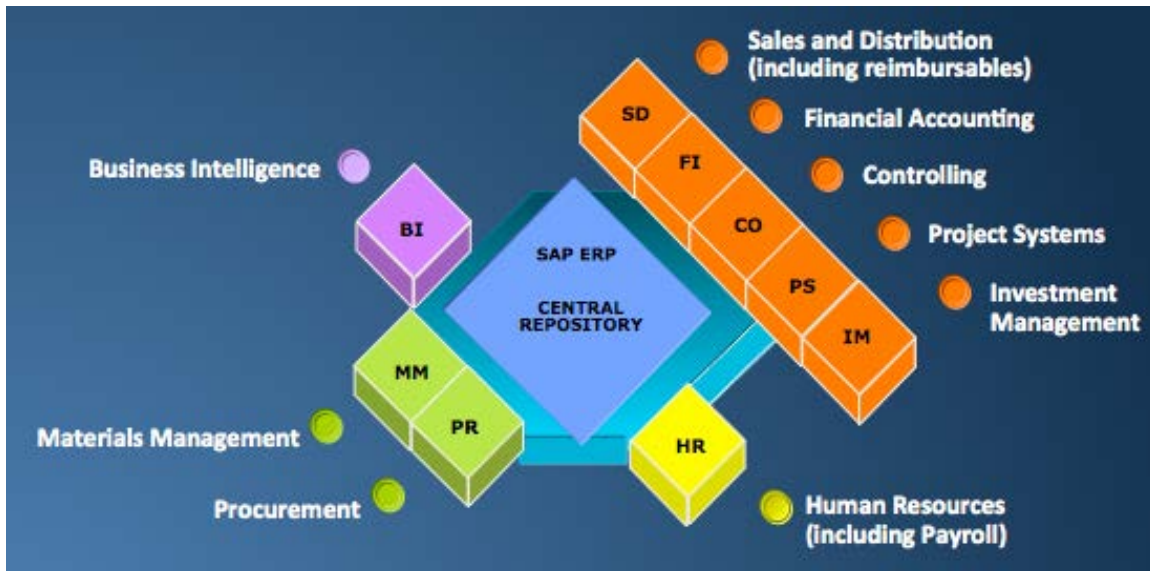 Sales and Distribution
(including reimbursables)
SD
Financial Accounting
FI
Business Intelligence
Controlling
BI
CO
Project Systems
SAP ERP
PS
Investment
Management
CENTRAL
REPOSITORY
IM
MM
Materials Management
PR
HR
Procurement
Human Resources
(including Payroll)